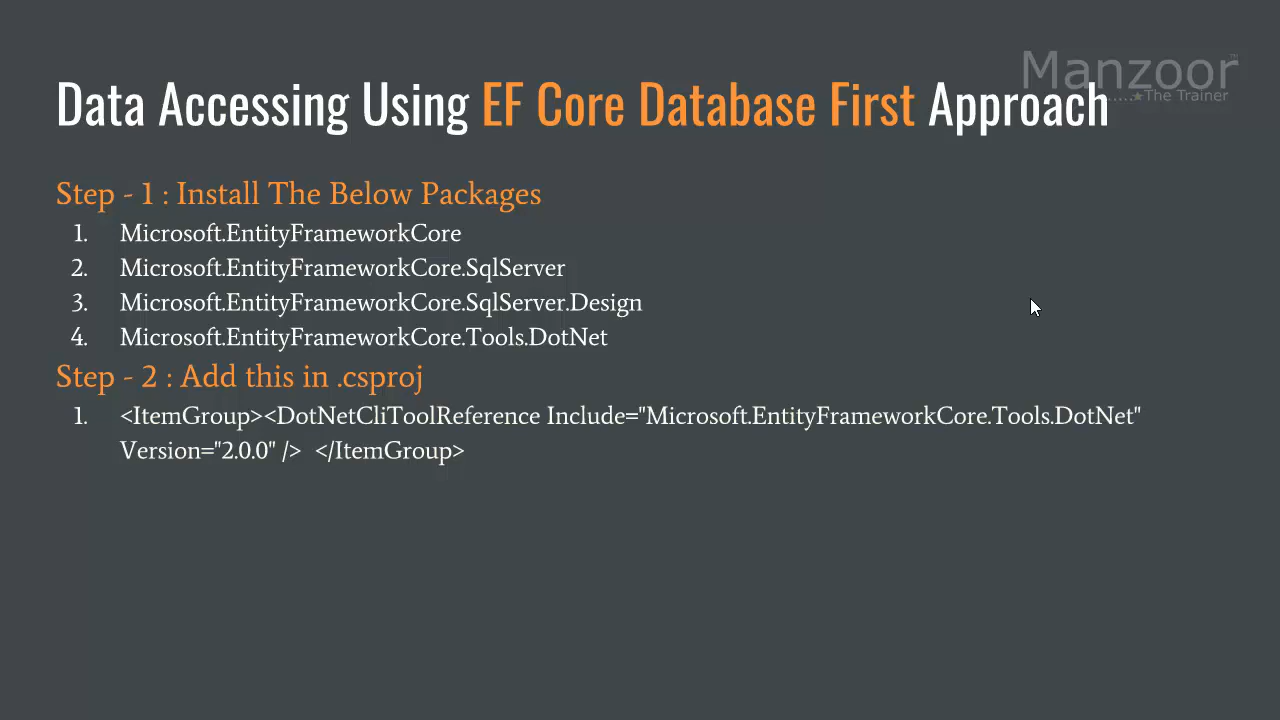 Manzoor™
......★The Trainer
Data Accessing Using EF Core Database First Approach
Step - 1 : Install The Below Packages
1. Microsoft.EntityFrameworkCore
2. Microsoft.EntityFrameworkCore.SqlServer
3. Microsoft.EntityFrameworkCore.SqlServer.Design
4. Microsoft.EntityFrameworkCore.Tools.DotNet
Step - 2 : Add this in .csproj
1. <ItemGroup><DotNetCliToolReference Include="Microsoft.EntityFrameworkCore.Tools.DotNet"
Version="2.0.0" /> </ItemGroup>